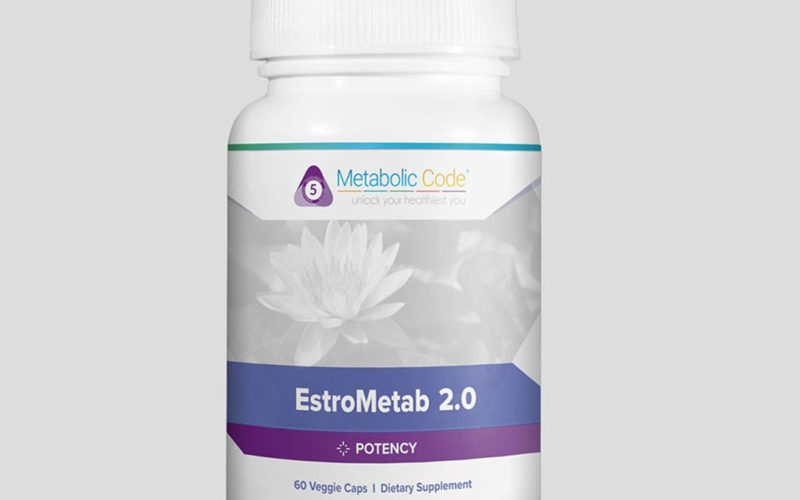 5
Metabolic Code®
unlock your healthiest you
EstroMetab 2.0
POTENCY
60 Veggie Caps | Dietary Supplement